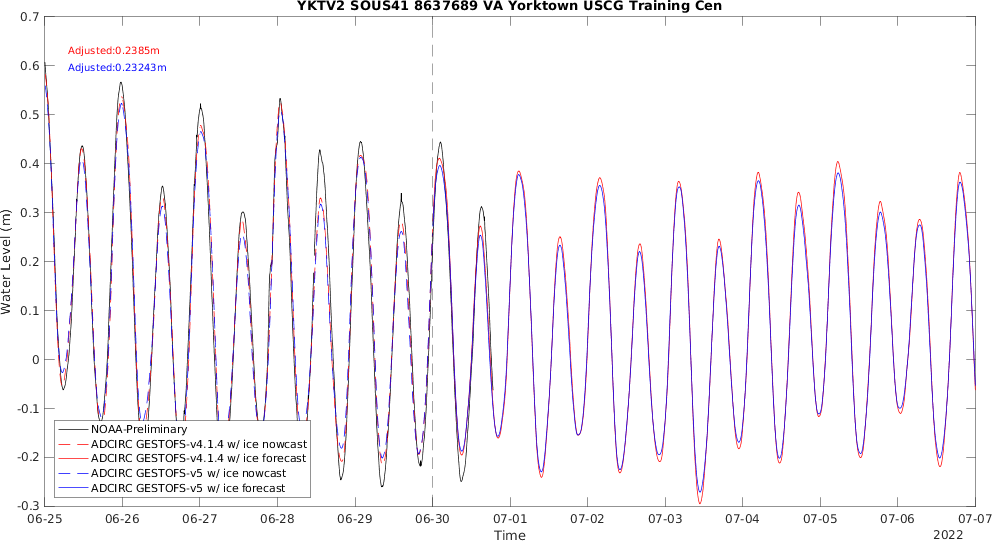 YKTV2 SOUS41 8637689 VA Yorktown USCG Training Cen
0.7
0.6
0.5
0.4
0.3
0.2
0.1
0
-0.1
-0.2
-0.3
Water Level (m)
Adjusted:0.2385m
Adjusted:0.23243m
NOAA-Preliminary
ADCIRC GESTOFS-v4.1.4 w/ ice nowcast
ADCIRC GESTOFS-v4.1.4 w/ ice forecast
ADCIRC GESTOFS-v5 w/ ice nowcast
ADCIRC GESTOFS-v5 w/ ice forecast
06-25 06-26 06-27 06-28 06-29 06-30 07-01 07-02 07-03 07-04 07-05 07-06 07-07
Time
2022